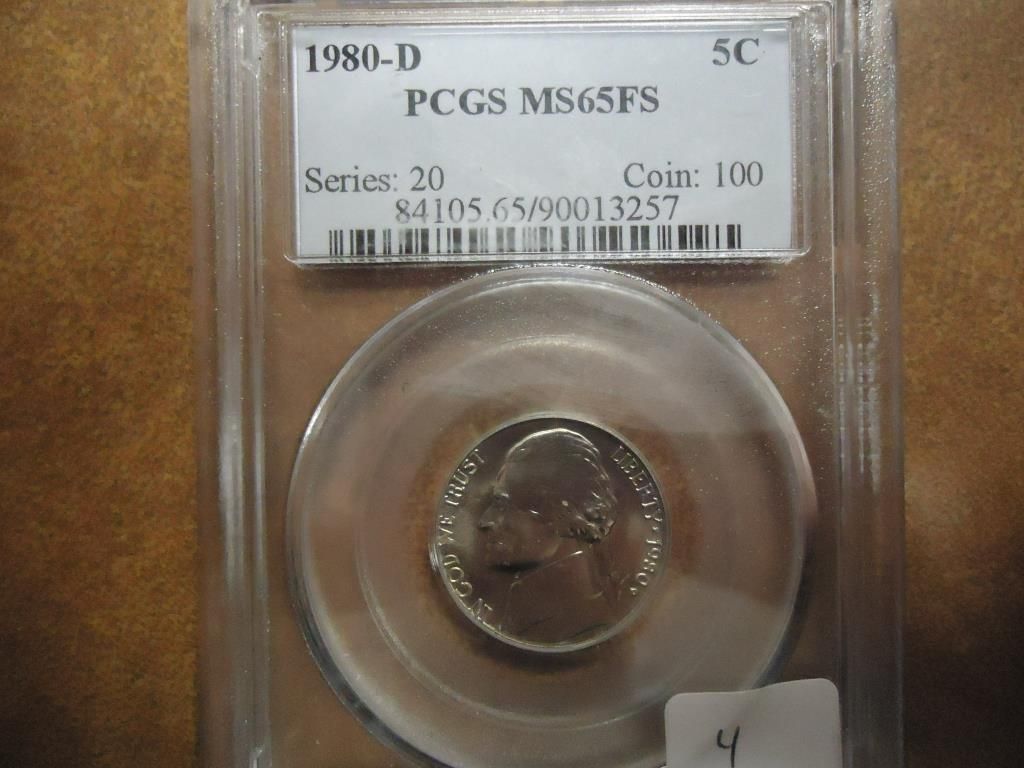 1980-D 5C
PCGS MS65FS
Series: 20 Coin: 100
84105.65/90013257
IN GOD WE TRUST
LIBERTY
1980
4